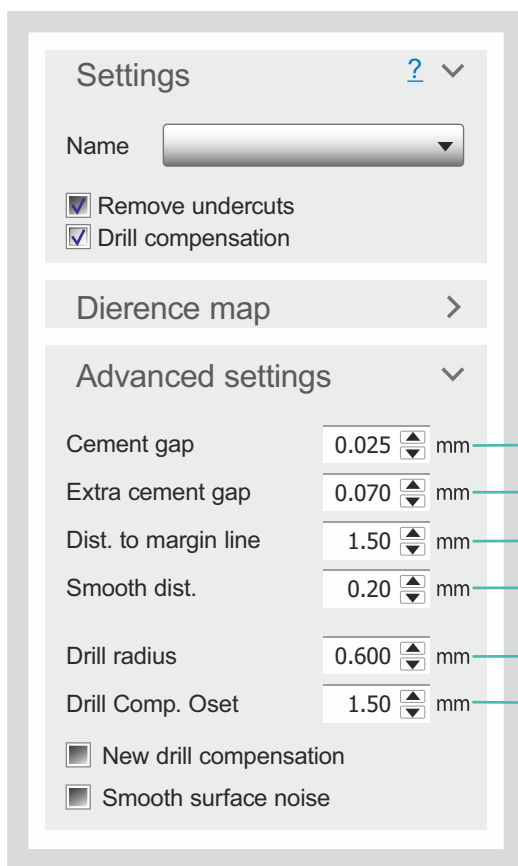 Settings ?
Name
Remove undercuts
Drill compensation
Dierence map
Advanced settings
Cement gap 0.025 mm
Extra cement gap 0.070 mm
Dist. to margin line 1.50 mm
Smooth dist. 0.20 mm
Drill radius 0.600 mm
Drill Comp. Oset 1.50 mm
New drill compensation
Smooth surface noise